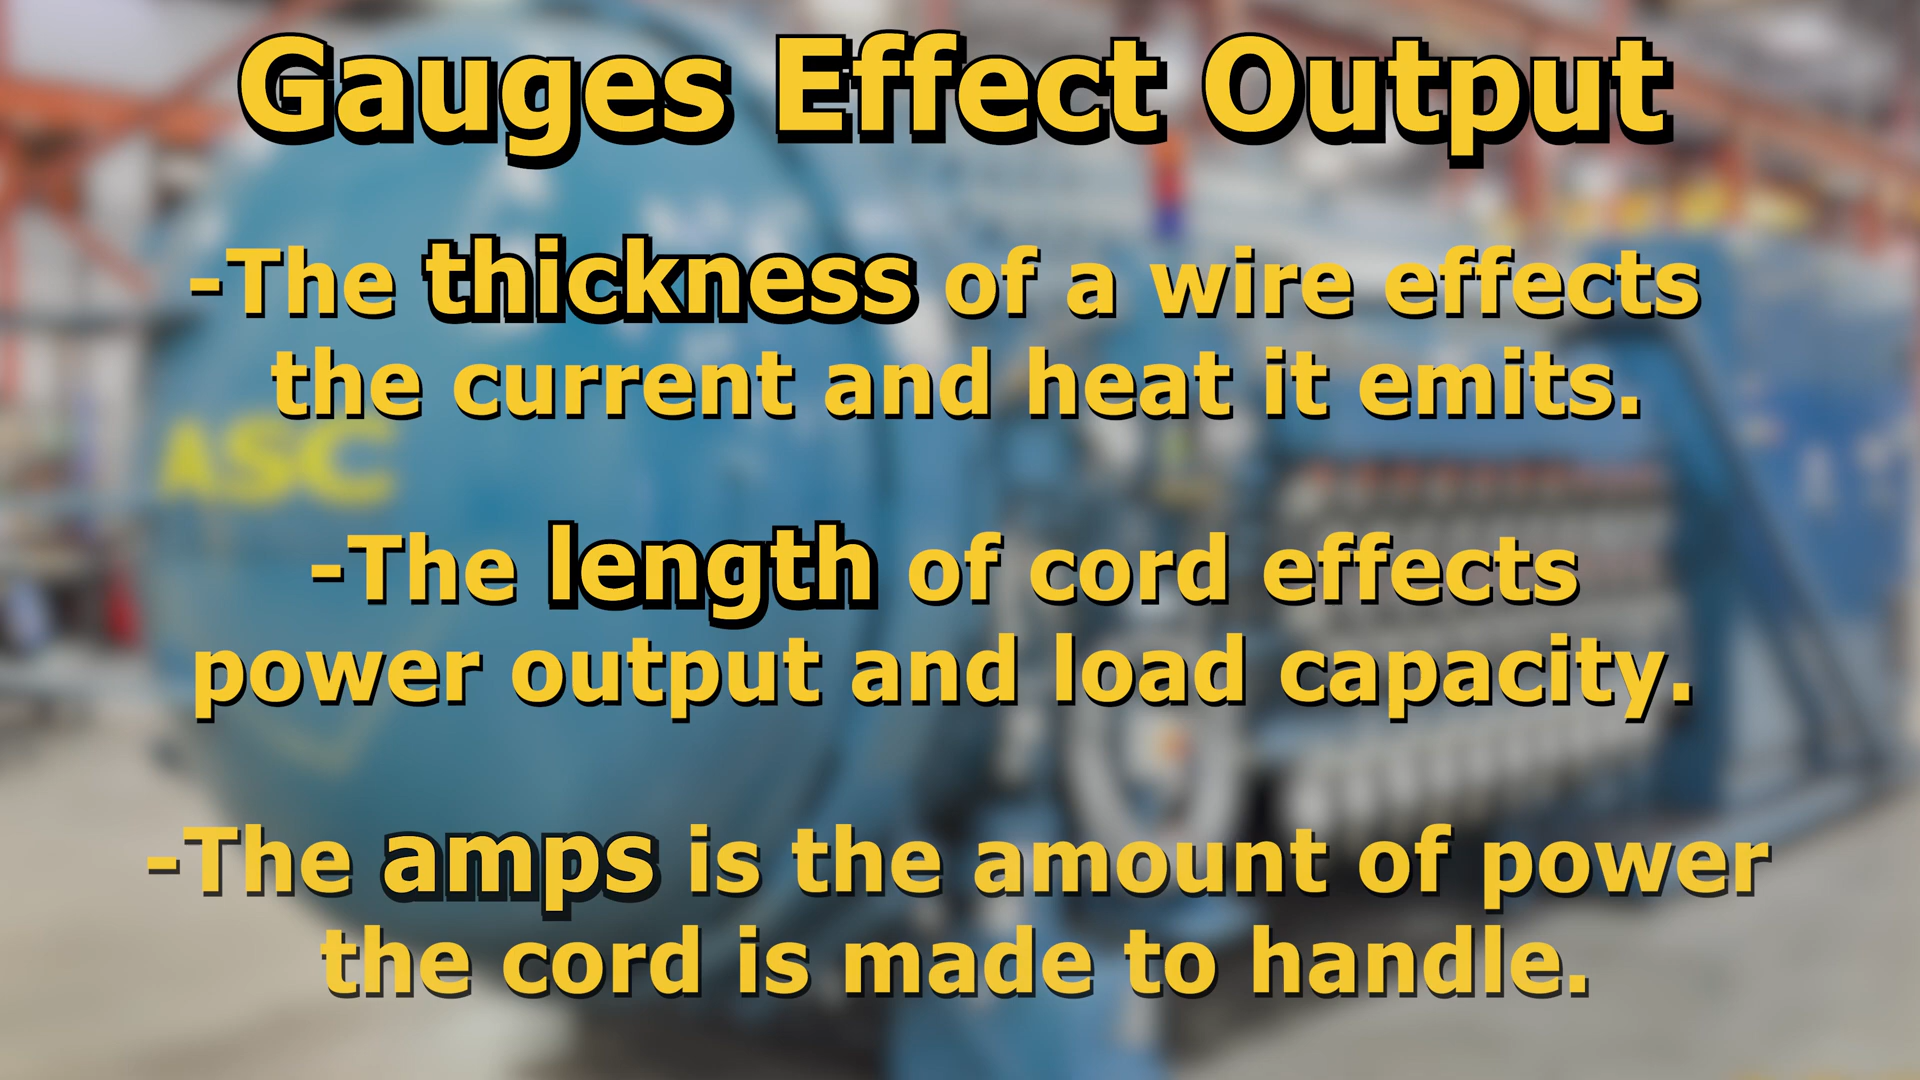 Gauges Effect Output
-The thickness of a wire effects
the current and heat it emits.
ASC
-The length of cord effects
power output and load capacity.
-The amps is the amount of power
the cord is made to handle.